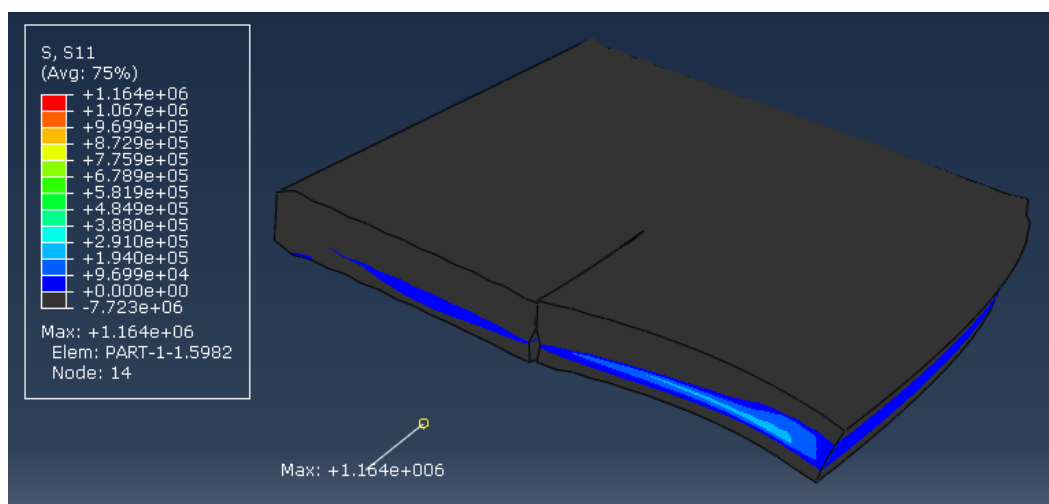 S, S11
(Avg: 75%)
+1.164e+06
+1.067e+06
+9.699e+05
+8.729e+05
+7.759e+05
+6.789e+05
+5.819e+05
+4.849e+05
+3.880e+05
+2.910e+05
+1.940e+05
+9.699e+04
+0.000e+00
-7.723e+06
Max: +1.164e+06
Elem: PART-1-1.5982
Node: 14
Max: +1.164e+006